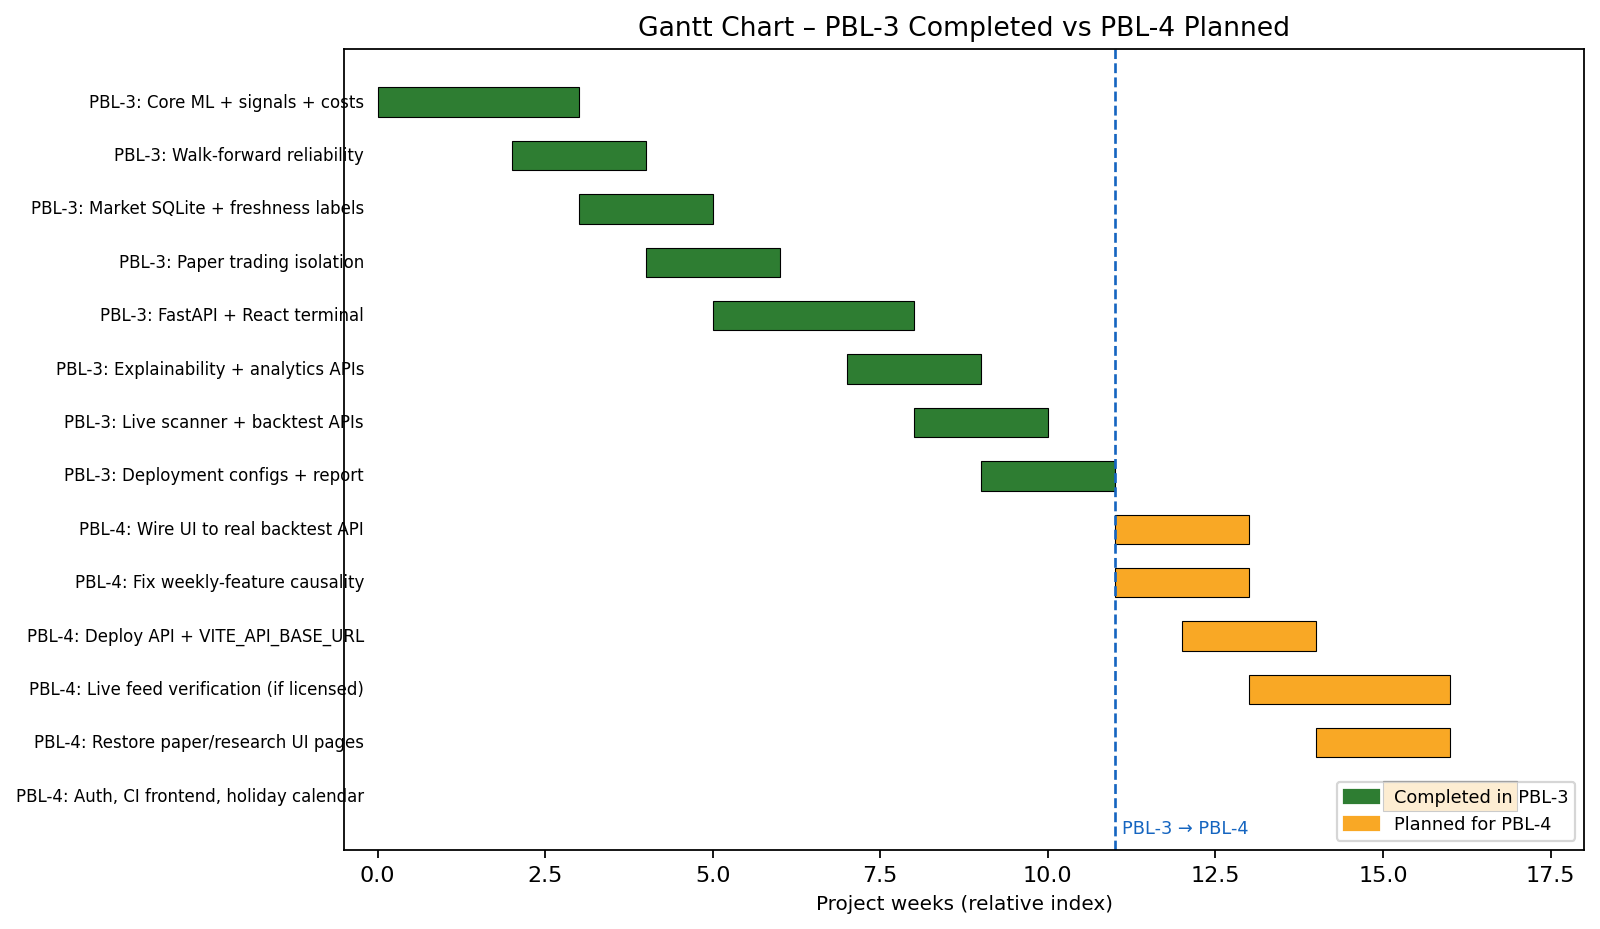 Gantt Chart – PBL-3 Completed vs PBL-4 Planned
PBL-3: Core ML + signals + costs
PBL-3: Walk-forward reliability
PBL-3: Market SQLite + freshness labels
PBL-3: Paper trading isolation
PBL-3: FastAPI + React terminal
PBL-3: Explainability + analytics APIs
PBL-3: Live scanner + backtest APIs
PBL-3: Deployment configs + report
PBL-4: Wire UI to real backtest API
PBL-4: Fix weekly-feature causality
PBL-4: Deploy API + VITE_API_BASE_URL
PBL-4: Live feed verification (if licensed)
PBL-4: Restore paper/research UI pages
PBL-4: Auth, CI frontend, holiday calendar
Completed in PBL-3
Planned for PBL-4
PBL-3 → PBL-4
0.0 2.5 5.0 7.5 10.0 12.5 15.0 17.5
Project weeks (relative index)